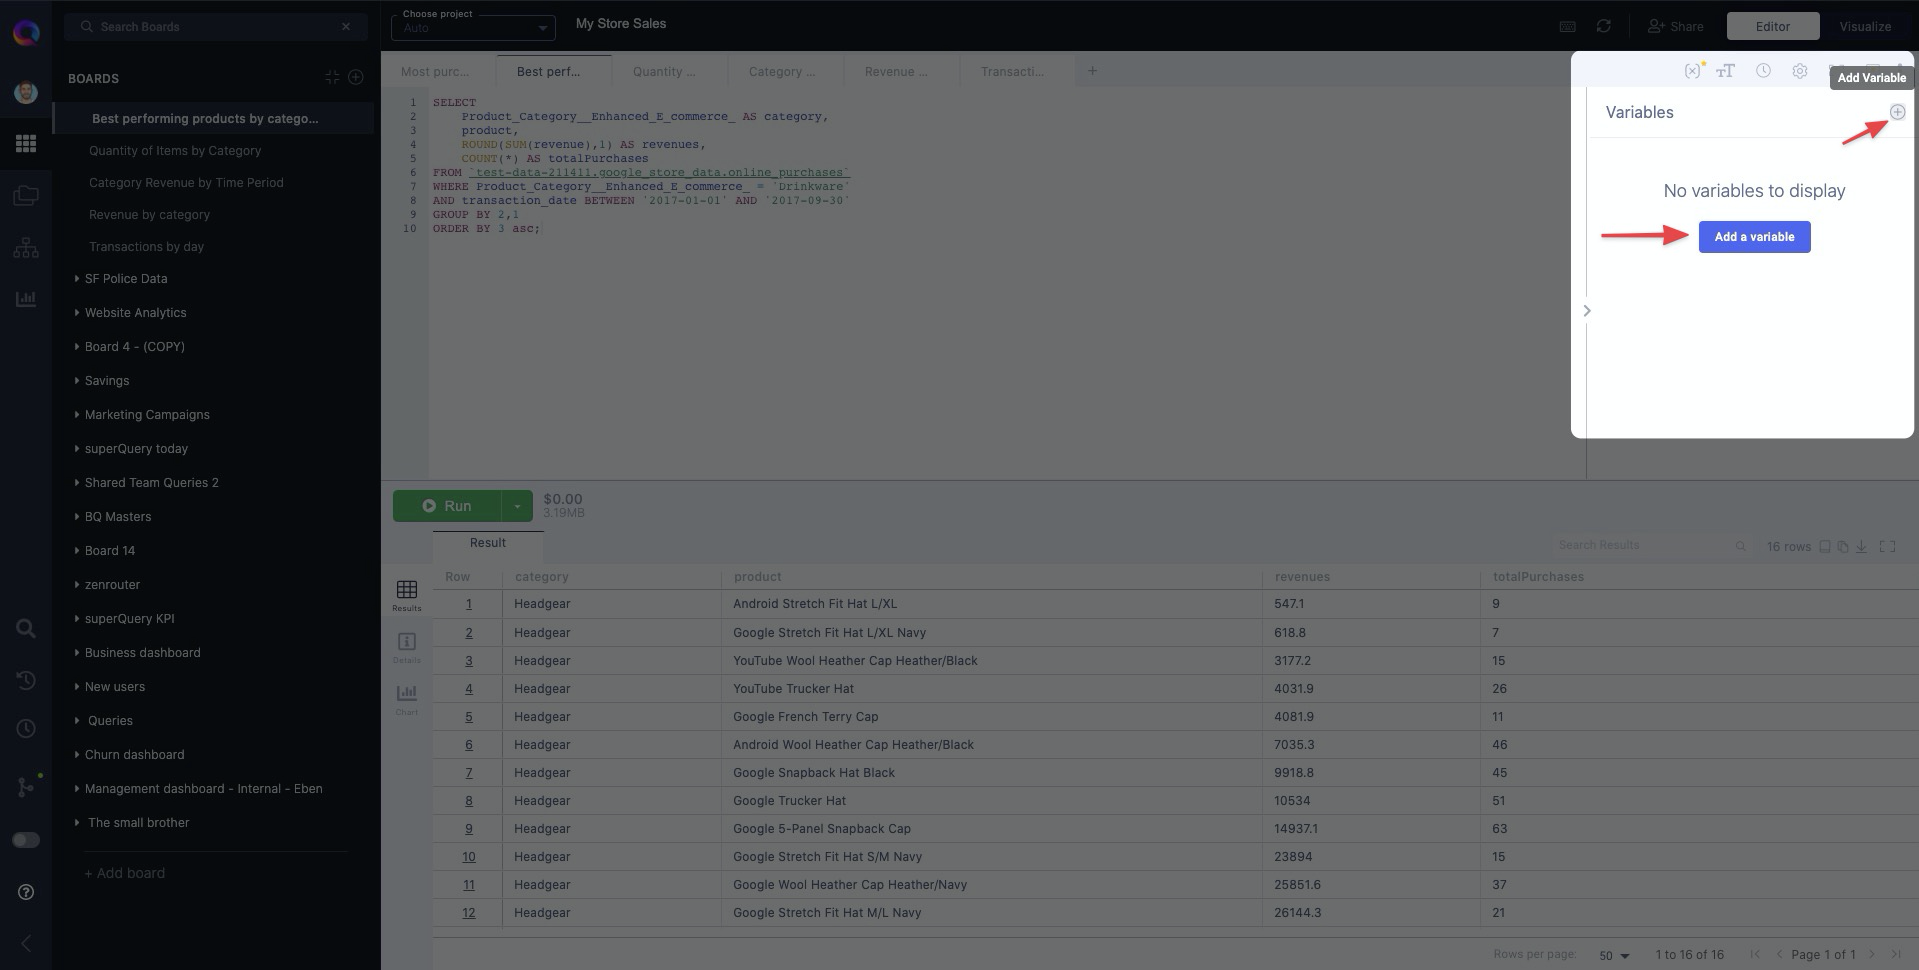 Search Boards
BOARDS
Best performing products by catego...
Quantity of Items by Category
Category Revenue by Time Period
Revenue by category
Transactions by day
SF Police Data
Website Analytics
Board 4 - (COPY)
Savings
Marketing Campaigns
superQuery today
Shared Team Queries 2
BQ Masters
Board 14
zenrouter
superQuery KPI
Business dashboard
New users
Queries
Churn dashboard
Management dashboard - Internal - Eben
The small brother
+ Add board
Choose project
Auto
My Store Sales
Share
Editor
Visualize
Most purc...
Best perf...
Quantity ...
Category ...
Revenue ...
Transacti...
+
1 SELECT
2 Product_Category__Enhanced_E_commerce_ AS category,
3 product,
4 ROUND(SUM(revenue),1) AS revenues,
5 COUNT(*) AS totalPurchases
6 FROM `test-data-211411.google_store_data.online_purchases`
7 WHERE Product_Category__Enhanced_E_commerce_ = 'Drinkware'
8 AND transaction_date BETWEEN '2017-01-01' AND '2017-09-30'
9 GROUP BY 2,1
10 ORDER BY 3 asc;
Add Variable
Variables
No variables to display
Add a variable
Run
$0.00
3.19MB
Result
Search Results
16 rows
Results
Details
Chart
Row category product revenues totalPurchases
1 Headgear Android Stretch Fit Hat L/XL 547.1 9
2 Headgear Google Stretch Fit Hat L/XL Navy 618.8 7
3 Headgear YouTube Wool Heather Cap Heather/Black 3177.2 15
4 Headgear YouTube Trucker Hat 4031.9 26
5 Headgear Google French Terry Cap 4081.9 11
6 Headgear Android Wool Heather Cap Heather/Black 7035.3 46
7 Headgear Google Snapback Hat Black 9918.8 45
8 Headgear Google Trucker Hat 10534 51
9 Headgear Google 5-Panel Snapback Cap 14937.1 63
10 Headgear Google Stretch Fit Hat S/M Navy 23894 15
11 Headgear Google Wool Heather Cap Heather/Navy 25851.6 37
12 Headgear Google Stretch Fit Hat M/L Navy 26144.3 21
Rows per page: 50 1 to 16 of 16 Page 1 of 1